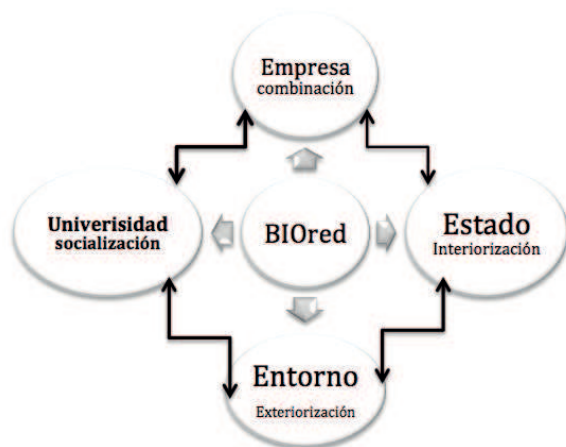 Empresa
combinación
Univerisidad
socialización
BIOred
Estado
Interiorización
Entorno
Exteriorización